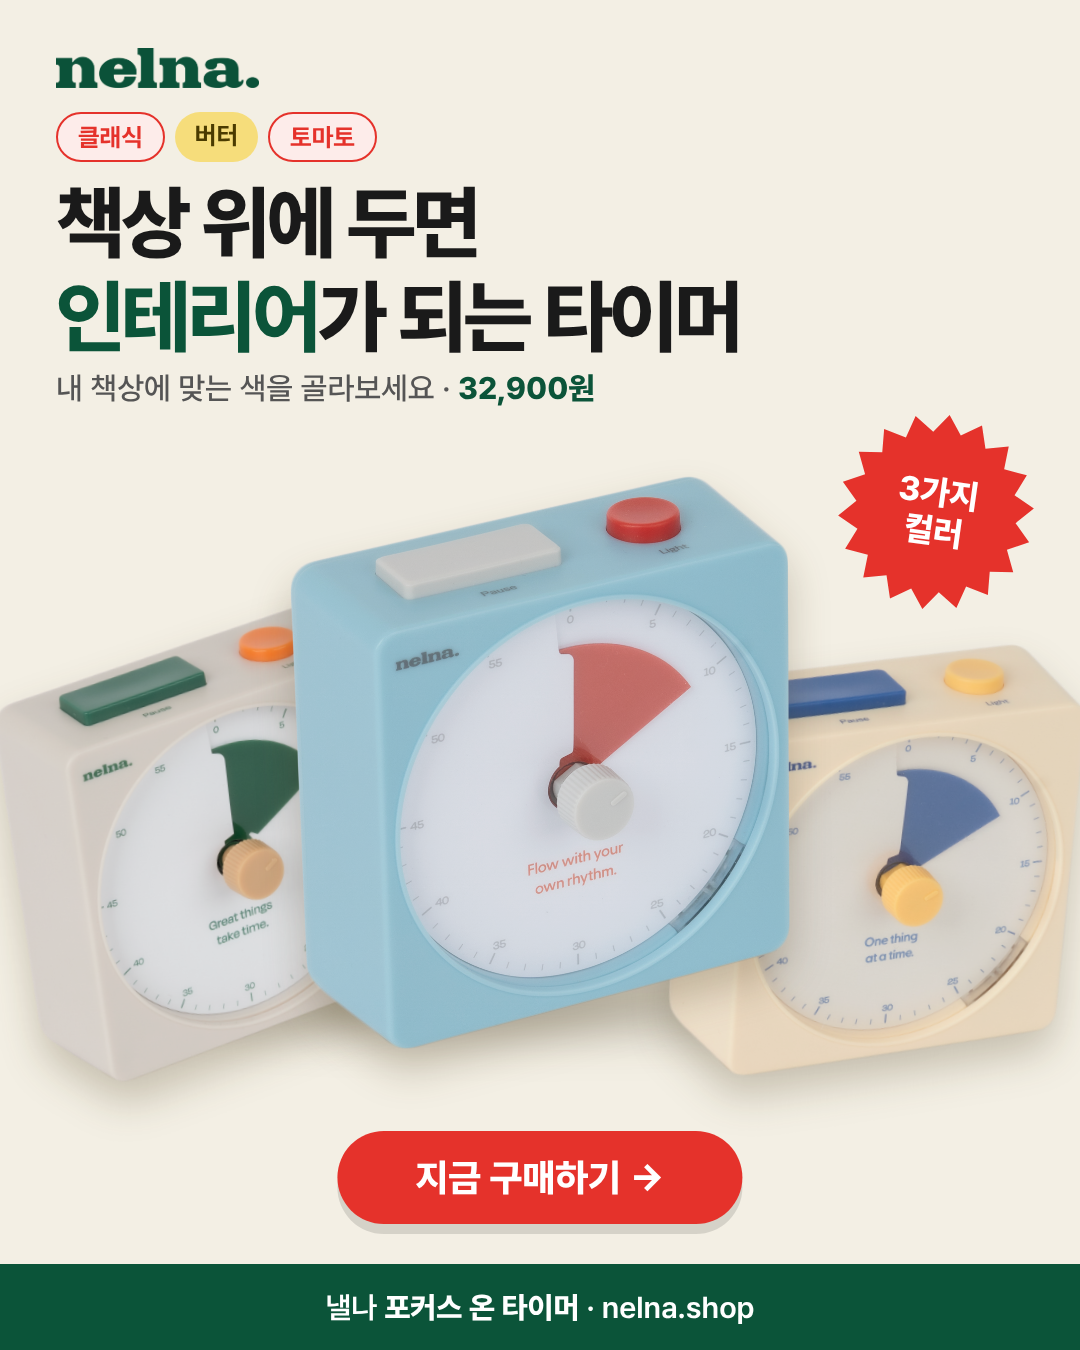 nelna.
클래식 버터 토마토
책상 위에 두면
인테리어가 되는 타이머
내 책상에 맞는 색을 골라보세요 · 32,900원
3가지
컬러
Pause
Light
nelna.
0 5 10 15 20 25 30 35 40 45 50 55
Flow with your
own rhythm.
Pause
nelna.
0 5 30 35 40 45 50 55
Great things
take time.
Pause
Light
0 5 10 15 20 25 30 35 40 55
One thing
at a time.
지금 구매하기 →
낼나 포커스 온 타이머 · nelna.shop